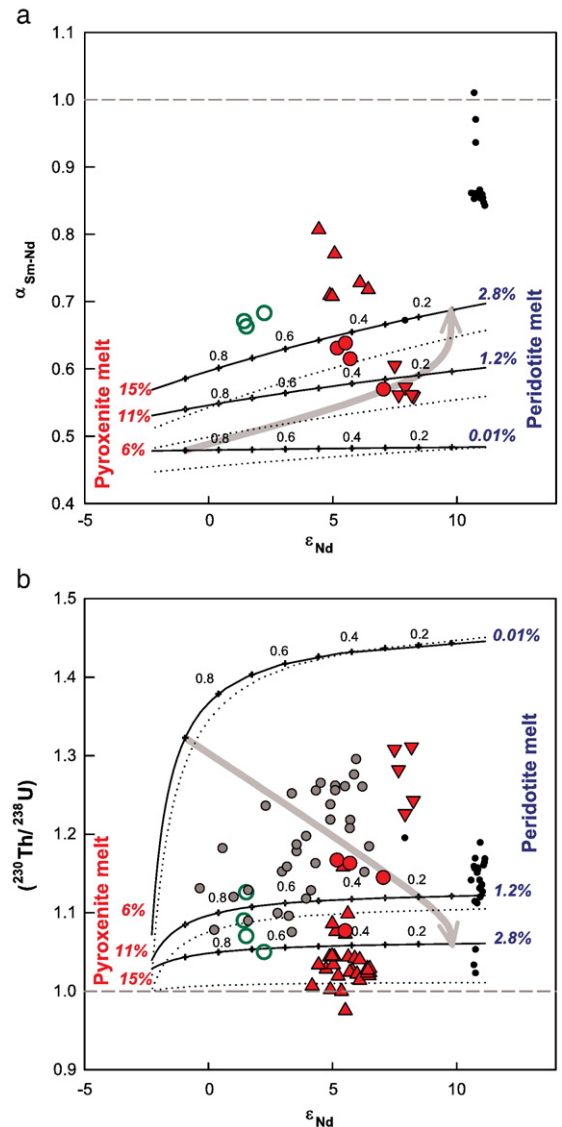 a
1.1
1.0
0.9
0.8
0.7
0.6
0.5
0.4
α Sm-Nd
Pyroxenite melt
Peridotite melt
15%
11%
6%
2.8%
1.2%
0.01%
0.8 0.6 0.4 0.2
0.8 0.6 0.4 0.2
0.8 0.6 0.4 0.2
-5 0 5 10
εNd
b
1.5
1.4
1.3
1.2
1.1
1.0
0.9
(²³⁰Th/²³⁸U)
Pyroxenite melt
Peridotite melt
6%
11%
15%
0.01%
1.2%
2.8%
0.8 0.6 0.4 0.2
0.8 0.6 0.4 0.2
0.8 0.6 0.4 0.2
-5 0 5 10
εNd